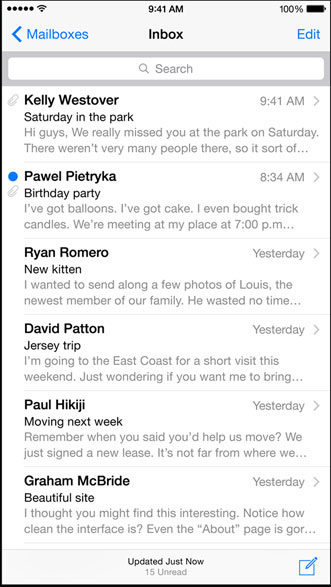 9:41 AM 100%
Mailboxes Inbox Edit
Search
Kelly Westover 9:41 AM
Saturday in the park
Hi guys, We really missed you at the park on Saturday.
There weren’t very many people there, so it sort of…
Pawel Pietryka 8:34 AM
Birthday party
I’ve got balloons. I’ve got cake. I even bought trick
candles. We’re meeting at my place at 7:00 p.m…
Ryan Romero Yesterday
New kitten
I wanted to send along a few photos of Louis, the
newest member of our family. He wasted no time…
David Patton Yesterday
Jersey trip
I’m going to the East Coast for a short visit this
weekend. Just wondering if you want me to bring…
Paul Hikiji Yesterday
Moving next week
Remember when you said you’d help us move? We
just signed a new lease. It’s not far from where we…
Graham McBride Yesterday
Beautiful site
I thought you might find this interesting. Notice how
clean the interface is? Even the “About” page is gor…
Updated Just Now
15 Unread